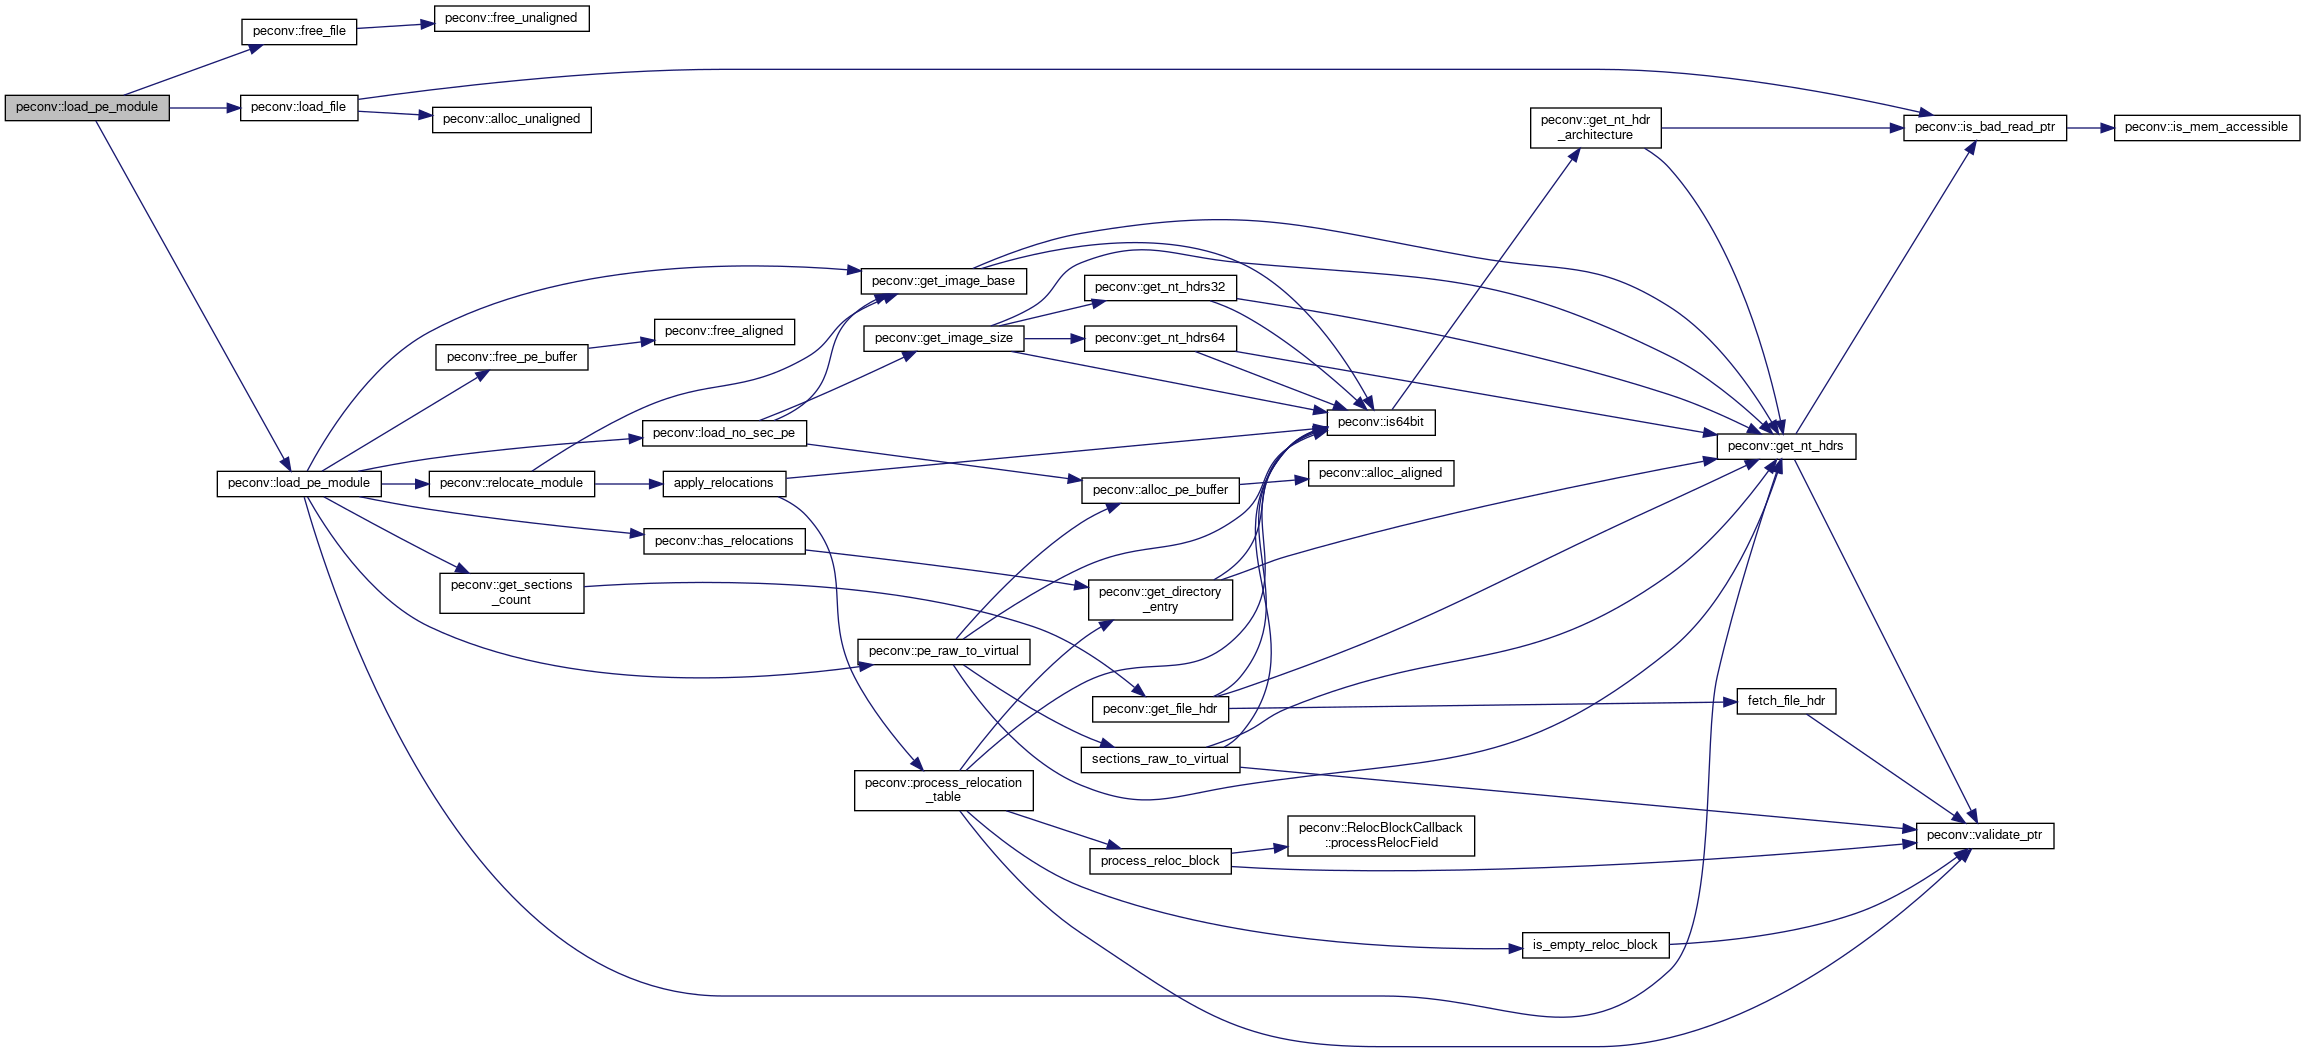 peconv::free_unaligned
peconv::free_file
peconv::load_pe_module
peconv::load_file
peconv::alloc_unaligned
peconv::get_nt_hdr
_architecture
peconv::is_bad_read_ptr
peconv::is_mem_accessible
peconv::get_image_base
peconv::get_nt_hdrs32
peconv::free_aligned
peconv::get_image_size
peconv::get_nt_hdrs64
peconv::free_pe_buffer
peconv::is64bit
peconv::load_no_sec_pe
peconv::get_nt_hdrs
peconv::alloc_aligned
peconv::load_pe_module
peconv::relocate_module
apply_relocations
peconv::alloc_pe_buffer
peconv::has_relocations
peconv::get_sections
_count
peconv::get_directory
_entry
peconv::pe_raw_to_virtual
peconv::get_file_hdr
fetch_file_hdr
sections_raw_to_virtual
peconv::process_relocation
_table
peconv::RelocBlockCallback
::processRelocField
peconv::validate_ptr
process_reloc_block
is_empty_reloc_block